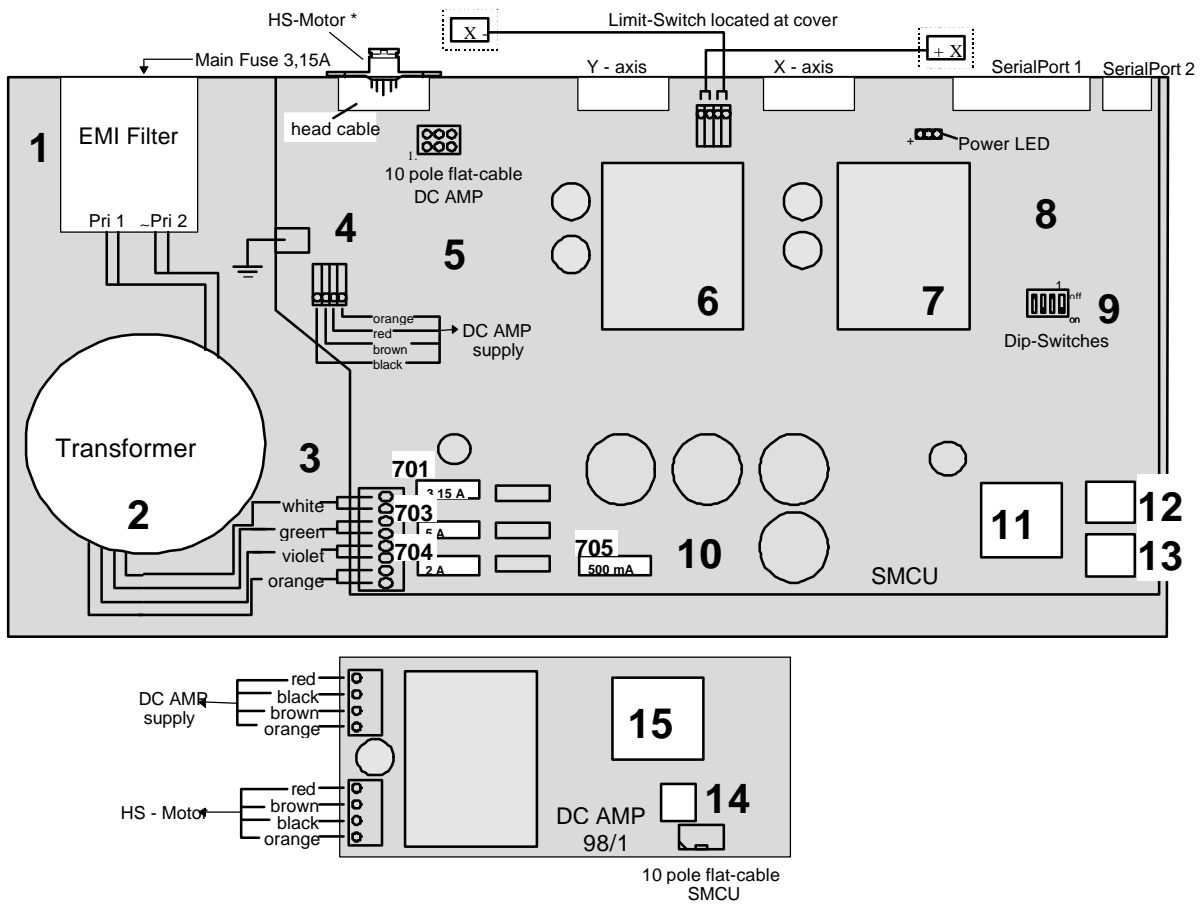 HS-Motor *
Limit-Switch located at cover
X -
+ X
Main Fuse 3,15A
Y - axis
X - axis
SerialPort 1
SerialPort 2
1
EMI Filter
head cable
+
Power LED
1.
10 pole flat-cable
DC AMP
Pri 1
~Pri 2
4
5
6
7
8
1
off
on
9
Dip-Switches
orange
red
brown
black
DC AMP
supply
Transformer
2
3
white
green
violet
orange
701
3,15 A
703
5 A
704
2 A
705
500 mA
10
11
12
13
SMCU
red
black
brown
orange
DC AMP
supply
15
red
brown
black
orange
HS - Motor
14
DC AMP
98/1
10 pole flat-cable
SMCU